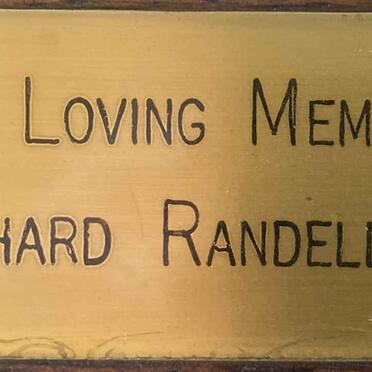 Loving Mem
hard Randell